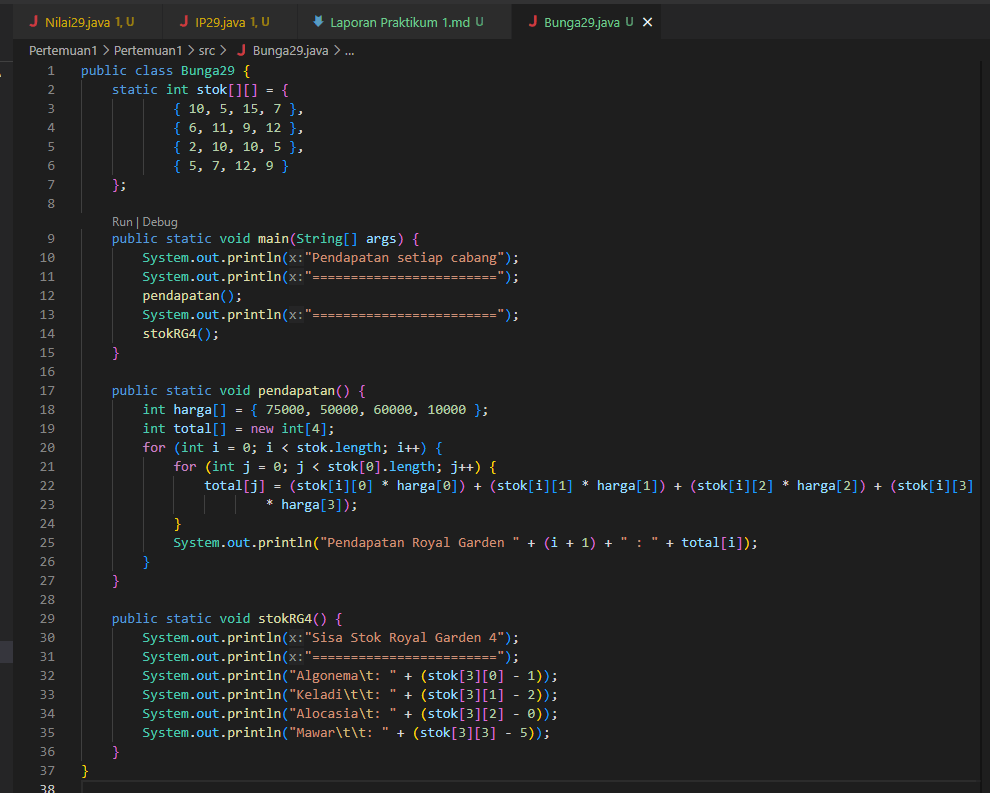 Nilai29.java 1, U IP29.java 1, U Laporan Praktikum 1.md U Bunga29.java U ×
Pertemuan1 > Pertemuan1 > src > J Bunga29.java > ...
1 public class Bunga29 {
2 static int stok[][] = {
3 { 10, 5, 15, 7 },
4 { 6, 11, 9, 12 },
5 { 2, 10, 10, 5 },
6 { 5, 7, 12, 9 }
7 };
8
Run | Debug
9 public static void main(String[] args) {
10 System.out.println(x:"Pendapatan setiap cabang");
11 System.out.println(x:"========================");
12 pendapatan();
13 System.out.println(x:"========================");
14 stokRG4();
15 }
16
17 public static void pendapatan() {
18 int harga[] = { 75000, 50000, 60000, 10000 };
19 int total[] = new int[4];
20 for (int i = 0; i < stok.length; i++) {
21 for (int j = 0; j < stok[0].length; j++) {
22 total[j] = (stok[i][0] * harga[0]) + (stok[i][1] * harga[1]) + (stok[i][2] * harga[2]) + (stok[i][3]
23 * harga[3]);
24 }
25 System.out.println("Pendapatan Royal Garden " + (i + 1) + " : " + total[i]);
26 }
27 }
28
29 public static void stokRG4() {
30 System.out.println(x:"Sisa Stok Royal Garden 4");
31 System.out.println(x:"========================");
32 System.out.println("Algonema\t: " + (stok[3][0] - 1));
33 System.out.println("Keladi\t\t: " + (stok[3][1] - 2));
34 System.out.println("Alocasia\t: " + (stok[3][2] - 0));
35 System.out.println("Mawar\t\t: " + (stok[3][3] - 5));
36 }
37 }
38